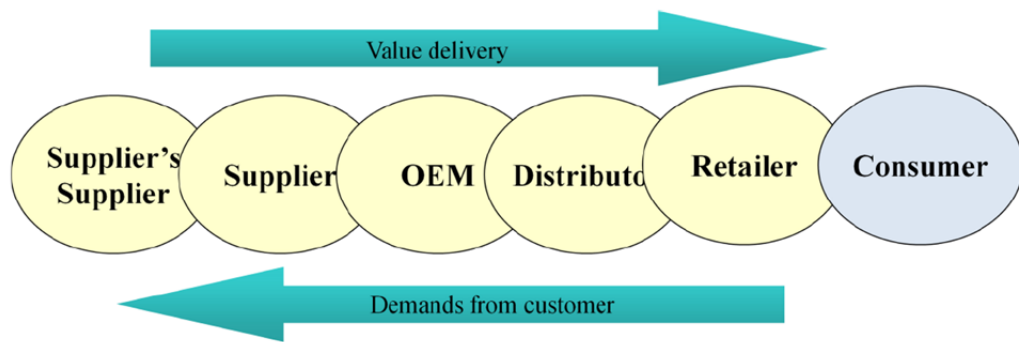 Value delivery
Supplier's
Supplier
Supplier
OEM
Distributo
Retailer
Consumer
Demands from customer